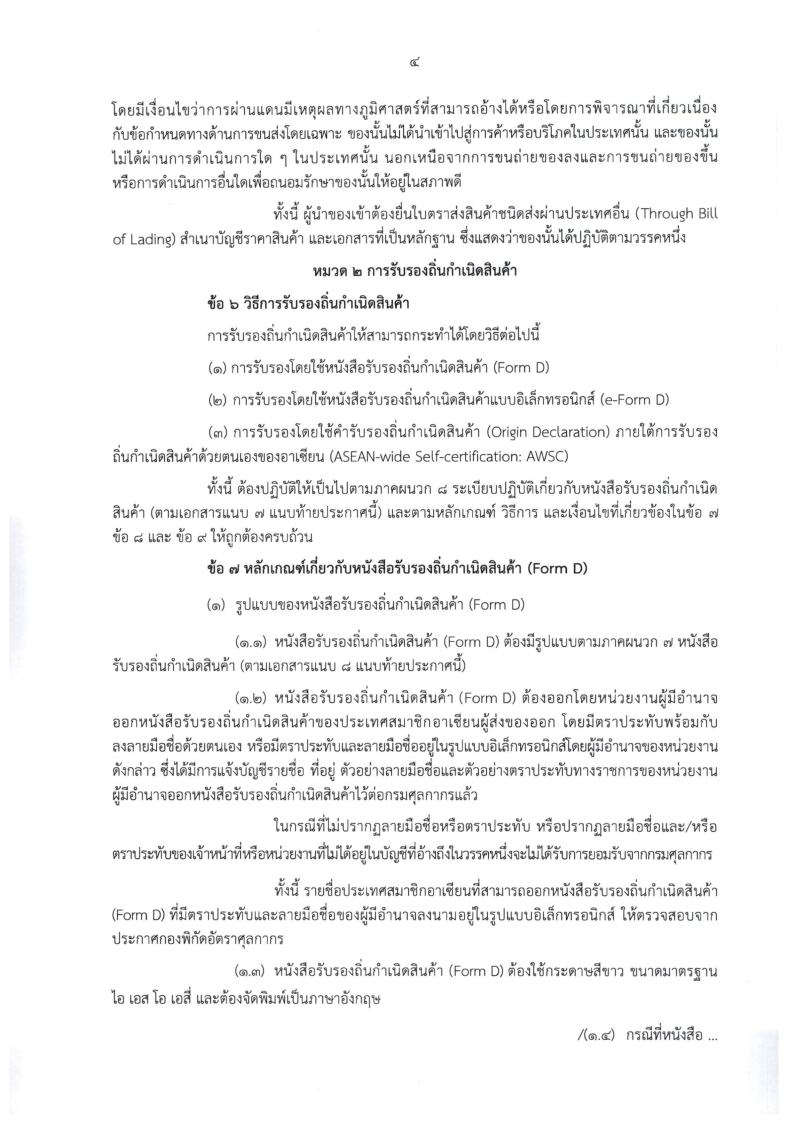 ๔
โดยมีเงื่อนไขว่าการผ่านแดนมีเหตุผลทางภูมิศาสตร์ที่สามารถอ้างได้หรือโดยการพิจารณาที่เกี่ยวเนื่อง
กับข้อกำหนดทางด้านการขนส่งโดยเฉพาะ ของนั้นไม่ได้นำเข้าไปสู่การค้าหรือบริโภคในประเทศนั้น และของนั้น
ไม่ได้ผ่านการดำเนินการใด ๆ ในประเทศนั้น นอกเหนือจากการขนถ่ายของลงและการขนถ่ายของขึ้น
หรือการดำเนินการอื่นใดเพื่อถนอมรักษาของนั้นให้อยู่ในสภาพดี
ทั้งนี้ ผู้นำของเข้าต้องยื่นใบตราส่งสินค้าชนิดส่งผ่านประเทศอื่น (Through Bill
of Lading) สำเนาบัญชีราคาสินค้า และเอกสารที่เป็นหลักฐาน ซึ่งแสดงว่าของนั้นได้ปฏิบัติตามวรรคหนึ่ง
หมวด ๒ การรับรองถิ่นกำเนิดสินค้า
ข้อ ๖ วิธีการรับรองถิ่นกำเนิดสินค้า
การรับรองถิ่นกำเนิดสินค้าให้สามารถกระทำได้โดยวิธีต่อไปนี้
(๑) การรับรองโดยใช้หนังสือรับรองถิ่นกำเนิดสินค้า (Form D)
(๒) การรับรองโดยใช้หนังสือรับรองถิ่นกำเนิดสินค้าแบบอิเล็กทรอนิกส์ (e-Form D)
(๓) การรับรองโดยใช้คำรับรองถิ่นกำเนิดสินค้า (Origin Declaration) ภายใต้การรับรอง
ถิ่นกำเนิดสินค้าด้วยตนเองของอาเซียน (ASEAN-wide Self-certification: AWSC)
ทั้งนี้ ต้องปฏิบัติให้เป็นไปตามภาคผนวก ๘ ระเบียบปฏิบัติเกี่ยวกับหนังสือรับรองถิ่นกำเนิด
สินค้า (ตามเอกสารแนบ ๗ แนบท้ายประกาศนี้) และตามหลักเกณฑ์ วิธีการ และเงื่อนไขที่เกี่ยวข้องในข้อ ๗
ข้อ ๘ และ ข้อ ๙ ให้ถูกต้องครบถ้วน
ข้อ ๗ หลักเกณฑ์เกี่ยวกับหนังสือรับรองถิ่นกำเนิดสินค้า (Form D)
(๑) รูปแบบของหนังสือรับรองถิ่นกำเนิดสินค้า (Form D)
(๑.๑) หนังสือรับรองถิ่นกำเนิดสินค้า (Form D) ต้องมีรูปแบบตามภาคผนวก ๗ หนังสือ
รับรองถิ่นกำเนิดสินค้า (ตามเอกสารแนบ ๘ แนบท้ายประกาศนี้)
(๑.๒) หนังสือรับรองถิ่นกำเนิดสินค้า (Form D) ต้องออกโดยหน่วยงานผู้มีอำนาจ
ออกหนังสือรับรองถิ่นกำเนิดสินค้าของประเทศสมาชิกอาเซียนผู้ส่งของออก โดยมีตราประทับพร้อมกับ
ลงลายมือชื่อด้วยตนเอง หรือมีตราประทับและลายมือชื่ออยู่ในรูปแบบอิเล็กทรอนิกส์โดยผู้มีอำนาจของหน่วยงาน
ดังกล่าว ซึ่งได้มีการแจ้งบัญชีรายชื่อ ที่อยู่ ตัวอย่างลายมือชื่อและตัวอย่างตราประทับทางราชการของหน่วยงาน
ผู้มีอำนาจออกหนังสือรับรองถิ่นกำเนิดสินค้าไว้ต่อกรมศุลกากรแล้ว
ในกรณีที่ไม่ปรากฏลายมือชื่อหรือตราประทับ หรือปรากฏลายมือชื่อและ/หรือ
ตราประทับของเจ้าหน้าที่หรือหน่วยงานที่ไม่ได้อยู่ในบัญชีที่อ้างถึงในวรรคหนึ่งจะไม่ได้รับการยอมรับจากกรมศุลกากร
ทั้งนี้ รายชื่อประเทศสมาชิกอาเซียนที่สามารถออกหนังสือรับรองถิ่นกำเนิดสินค้า
(Form D) ที่มีตราประทับและลายมือชื่อของผู้มีอำนาจลงนามอยู่ในรูปแบบอิเล็กทรอนิกส์ ให้ตรวจสอบจาก
ประกาศกองพิกัดอัตราศุลกากร
(๑.๓) หนังสือรับรองถิ่นกำเนิดสินค้า (Form D) ต้องใช้กระดาษสีขาว ขนาดมาตรฐาน
ไอ เอส โอ เอสี่ และต้องจัดพิมพ์เป็นภาษาอังกฤษ
/(๑.๔) กรณีที่หนังสือ ...